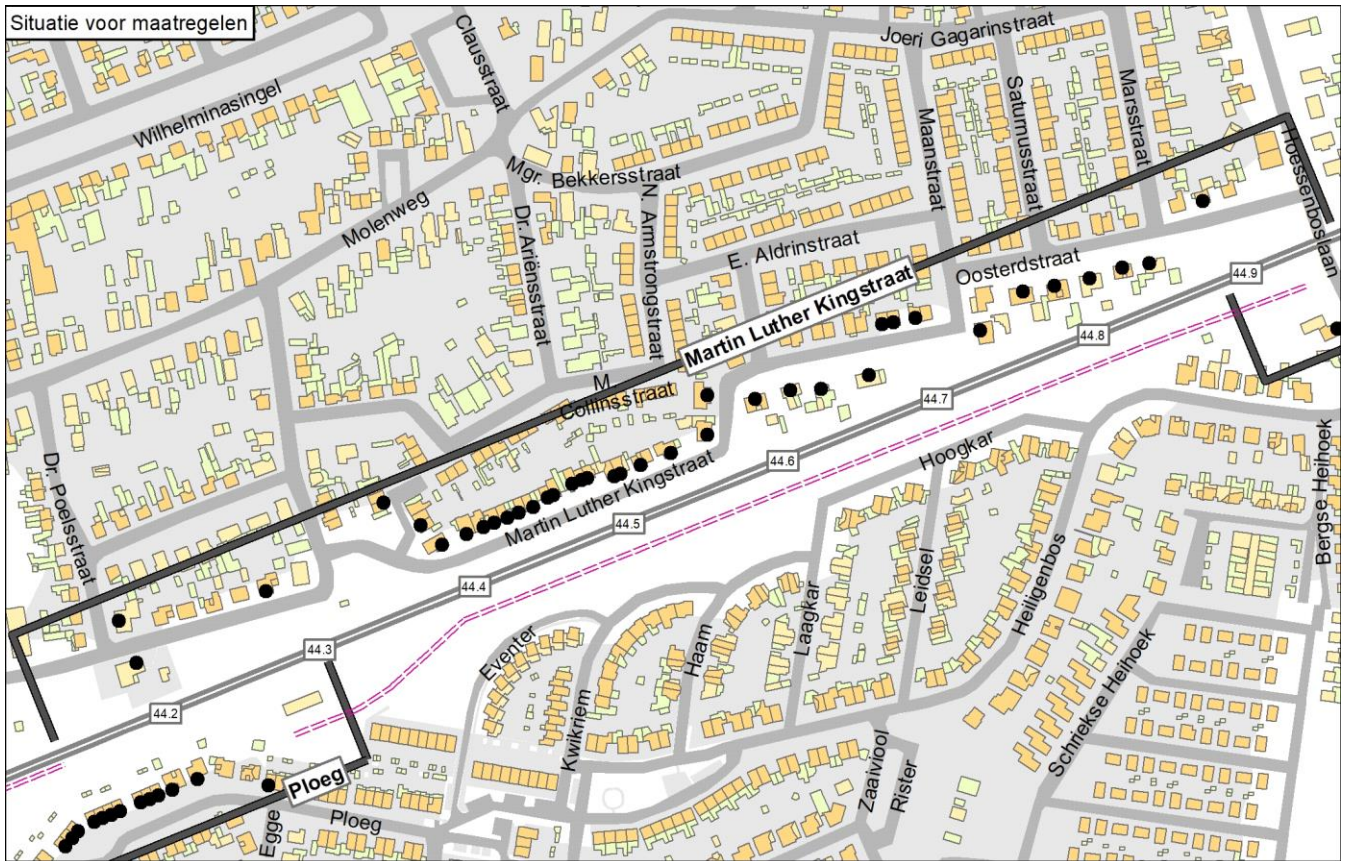 Situatie voor maatregelen
Clausstraat
Joeri Gagarinstraat
Wilhelminasingel
Marsstraat
Saturnusstraat
Maanstraat
Hoessenboslaan
Mgr. Bekkersstraat
Molenweg
N. Armstrongstraat
Dr. Ariënsstraat
E. Aldrinstraat
Oosterdstraat
Martin Luther Kingstraat
44.9
44.8
M.
Collinsstraat
44.7
Hoogkar
44.6
Martin Luther Kingstraat
44.5
Dr. Poelsstraat
Bergse Heihoek
44.4
Leidsel
Heiligenbos
Laagkar
Haam
Eventer
44.3
Kwikriem
Schriekse Heihoek
44.2
Zaaiviool
Rister
Ploeg
Ploeg
Egge